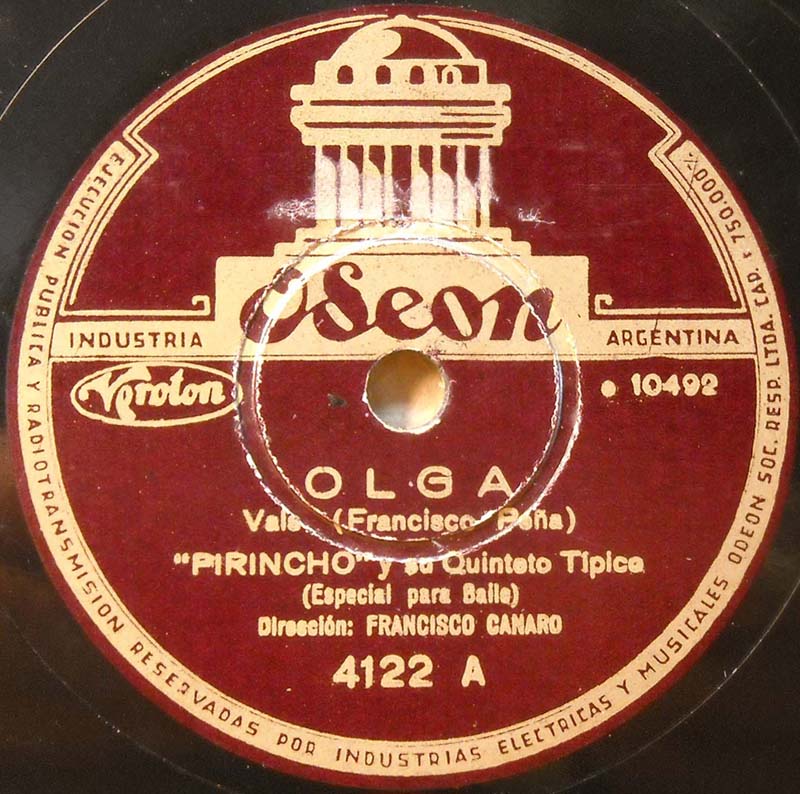 Odeon
INDUSTRIA ARGENTINA
Veroton
● 10492
OLGA
Vals (Francisco Peña)
"PIRINCHO" y su Quinteto Típico
(Especial para Baile)
Dirección: FRANCISCO CANARO
4122 A
EJECUCION PUBLICA Y RADIOTRANSMISION RESERVADAS POR INDUSTRIAS ELECTRICAS Y MUSICALES ODEON SOC. RESP. LTDA. CAP. $ 750.000 %